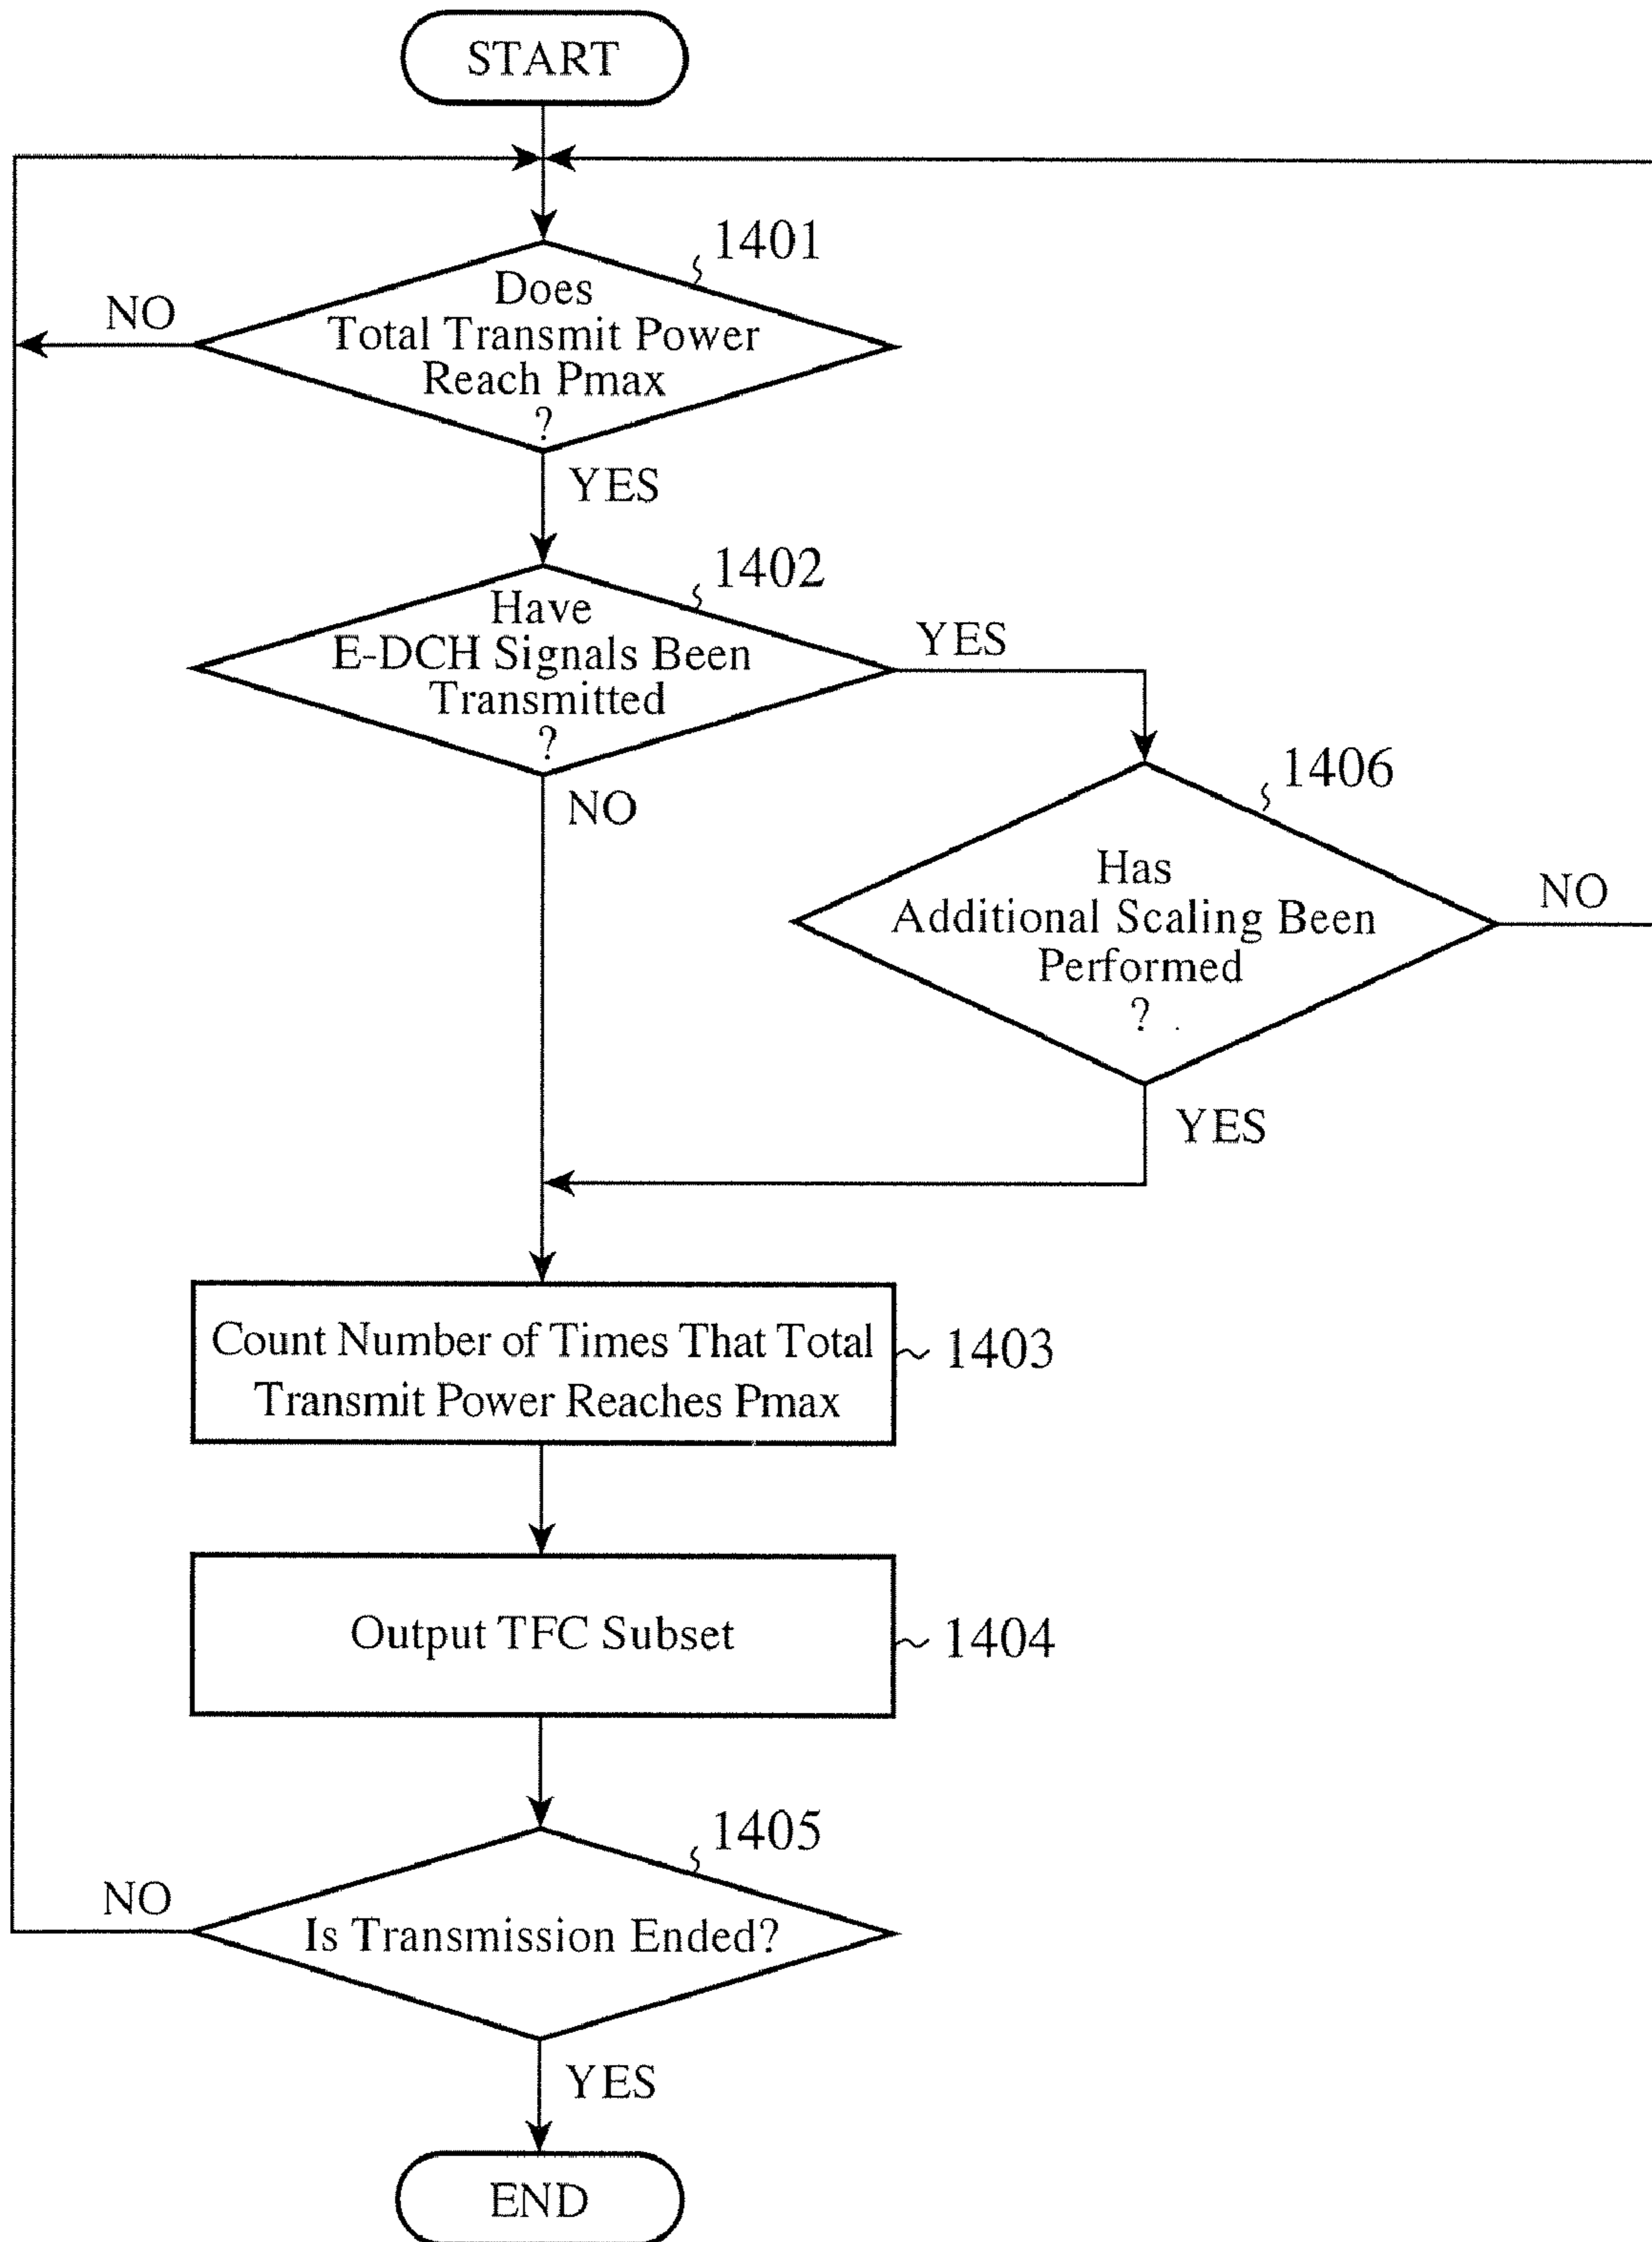 START
1401
Does
Total Transmit Power
Reach Pmax
?
NO
YES
1402
Have
E-DCH Signals Been
Transmitted
?
YES
NO
1406
Has
Additional Scaling Been
Performed
?
NO
YES
Count Number of Times That Total
Transmit Power Reaches Pmax
1403
Output TFC Subset
1404
1405
Is Transmission Ended?
NO
YES
END